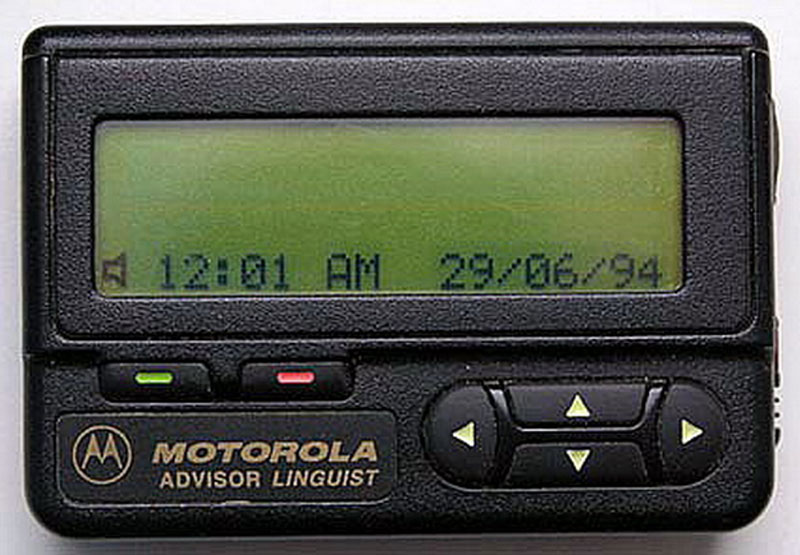 12:01 AM 29/06/94
MOTOROLA
ADVISOR LINGUIST